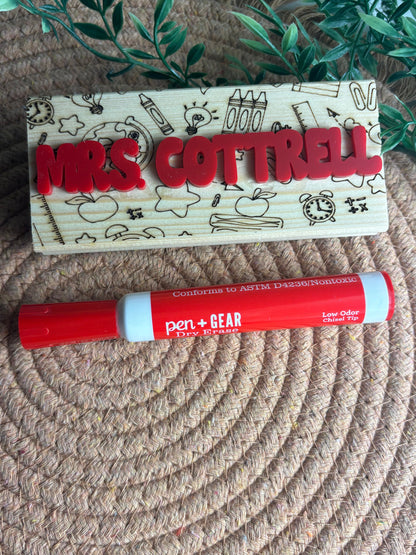 MRS. COTTRELL
Conforms to ASTM D4236/Nontoxic
pen + GEAR
Dry Erase
Low Odor
Chisel Tip